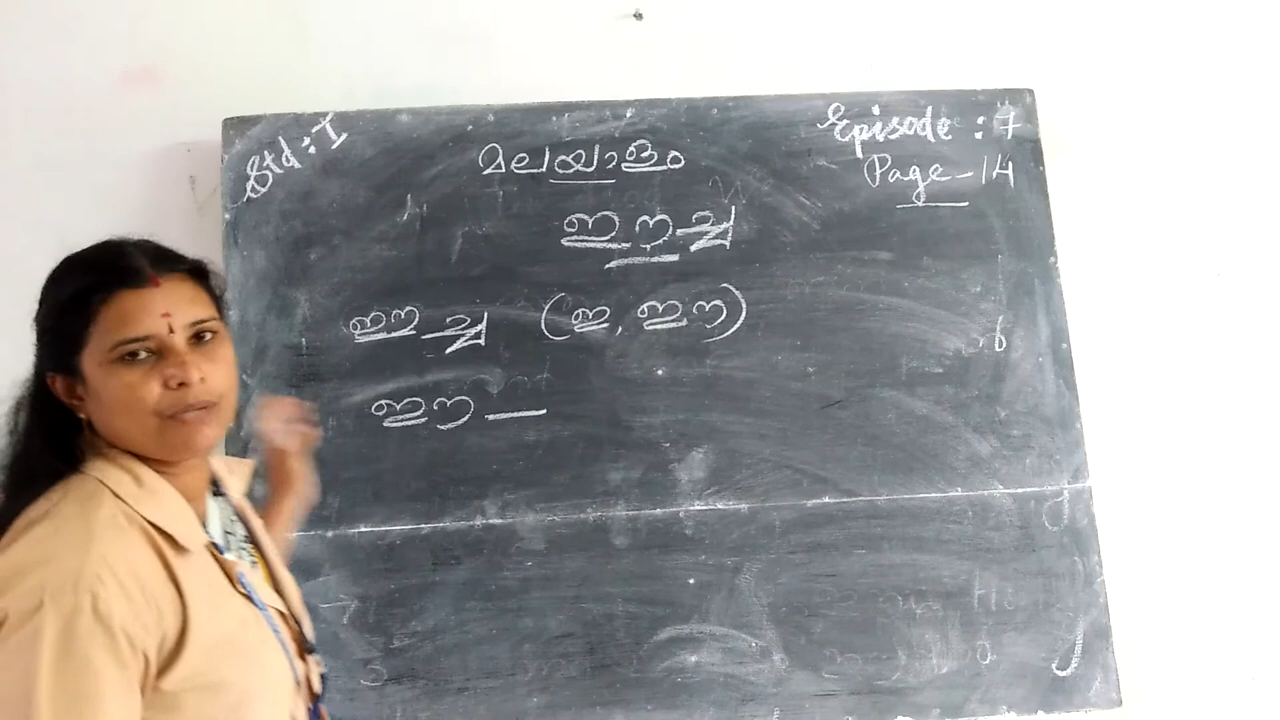 Std : I
Episode : 7
മലയാളം
Page - 14
ഈച്ച
ഈച്ച (ഇ, ഈ)
ഈ —